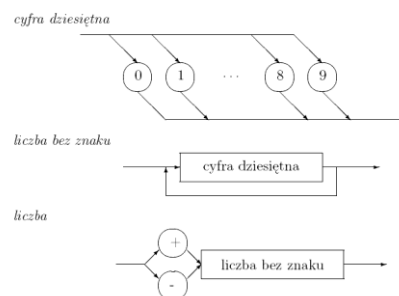 cyfra dziesiętna
0 1 ... 8 9
liczba bez znaku
cyfra dziesiętna
liczba
+
liczba bez znaku
-